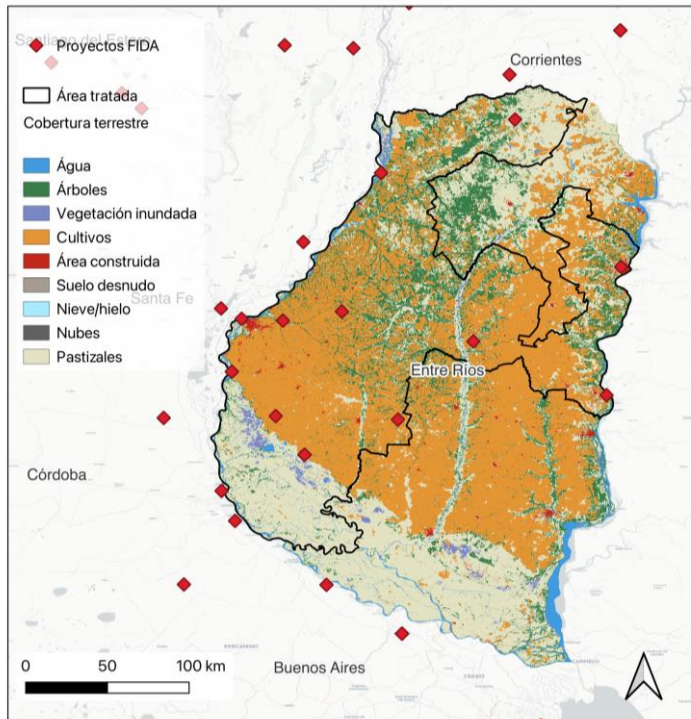 Santiago del Estero
Proyectos FIDA
Corrientes
Área tratada
Cobertura terrestre
Água
Árboles
Vegetación inundada
Cultivos
Área construida
Suelo desnudo
Santa Fe
Nieve/hielo
Nubes
Pastizales
Entre Ríos
Córdoba
0 50 100 km
Buenos Aires